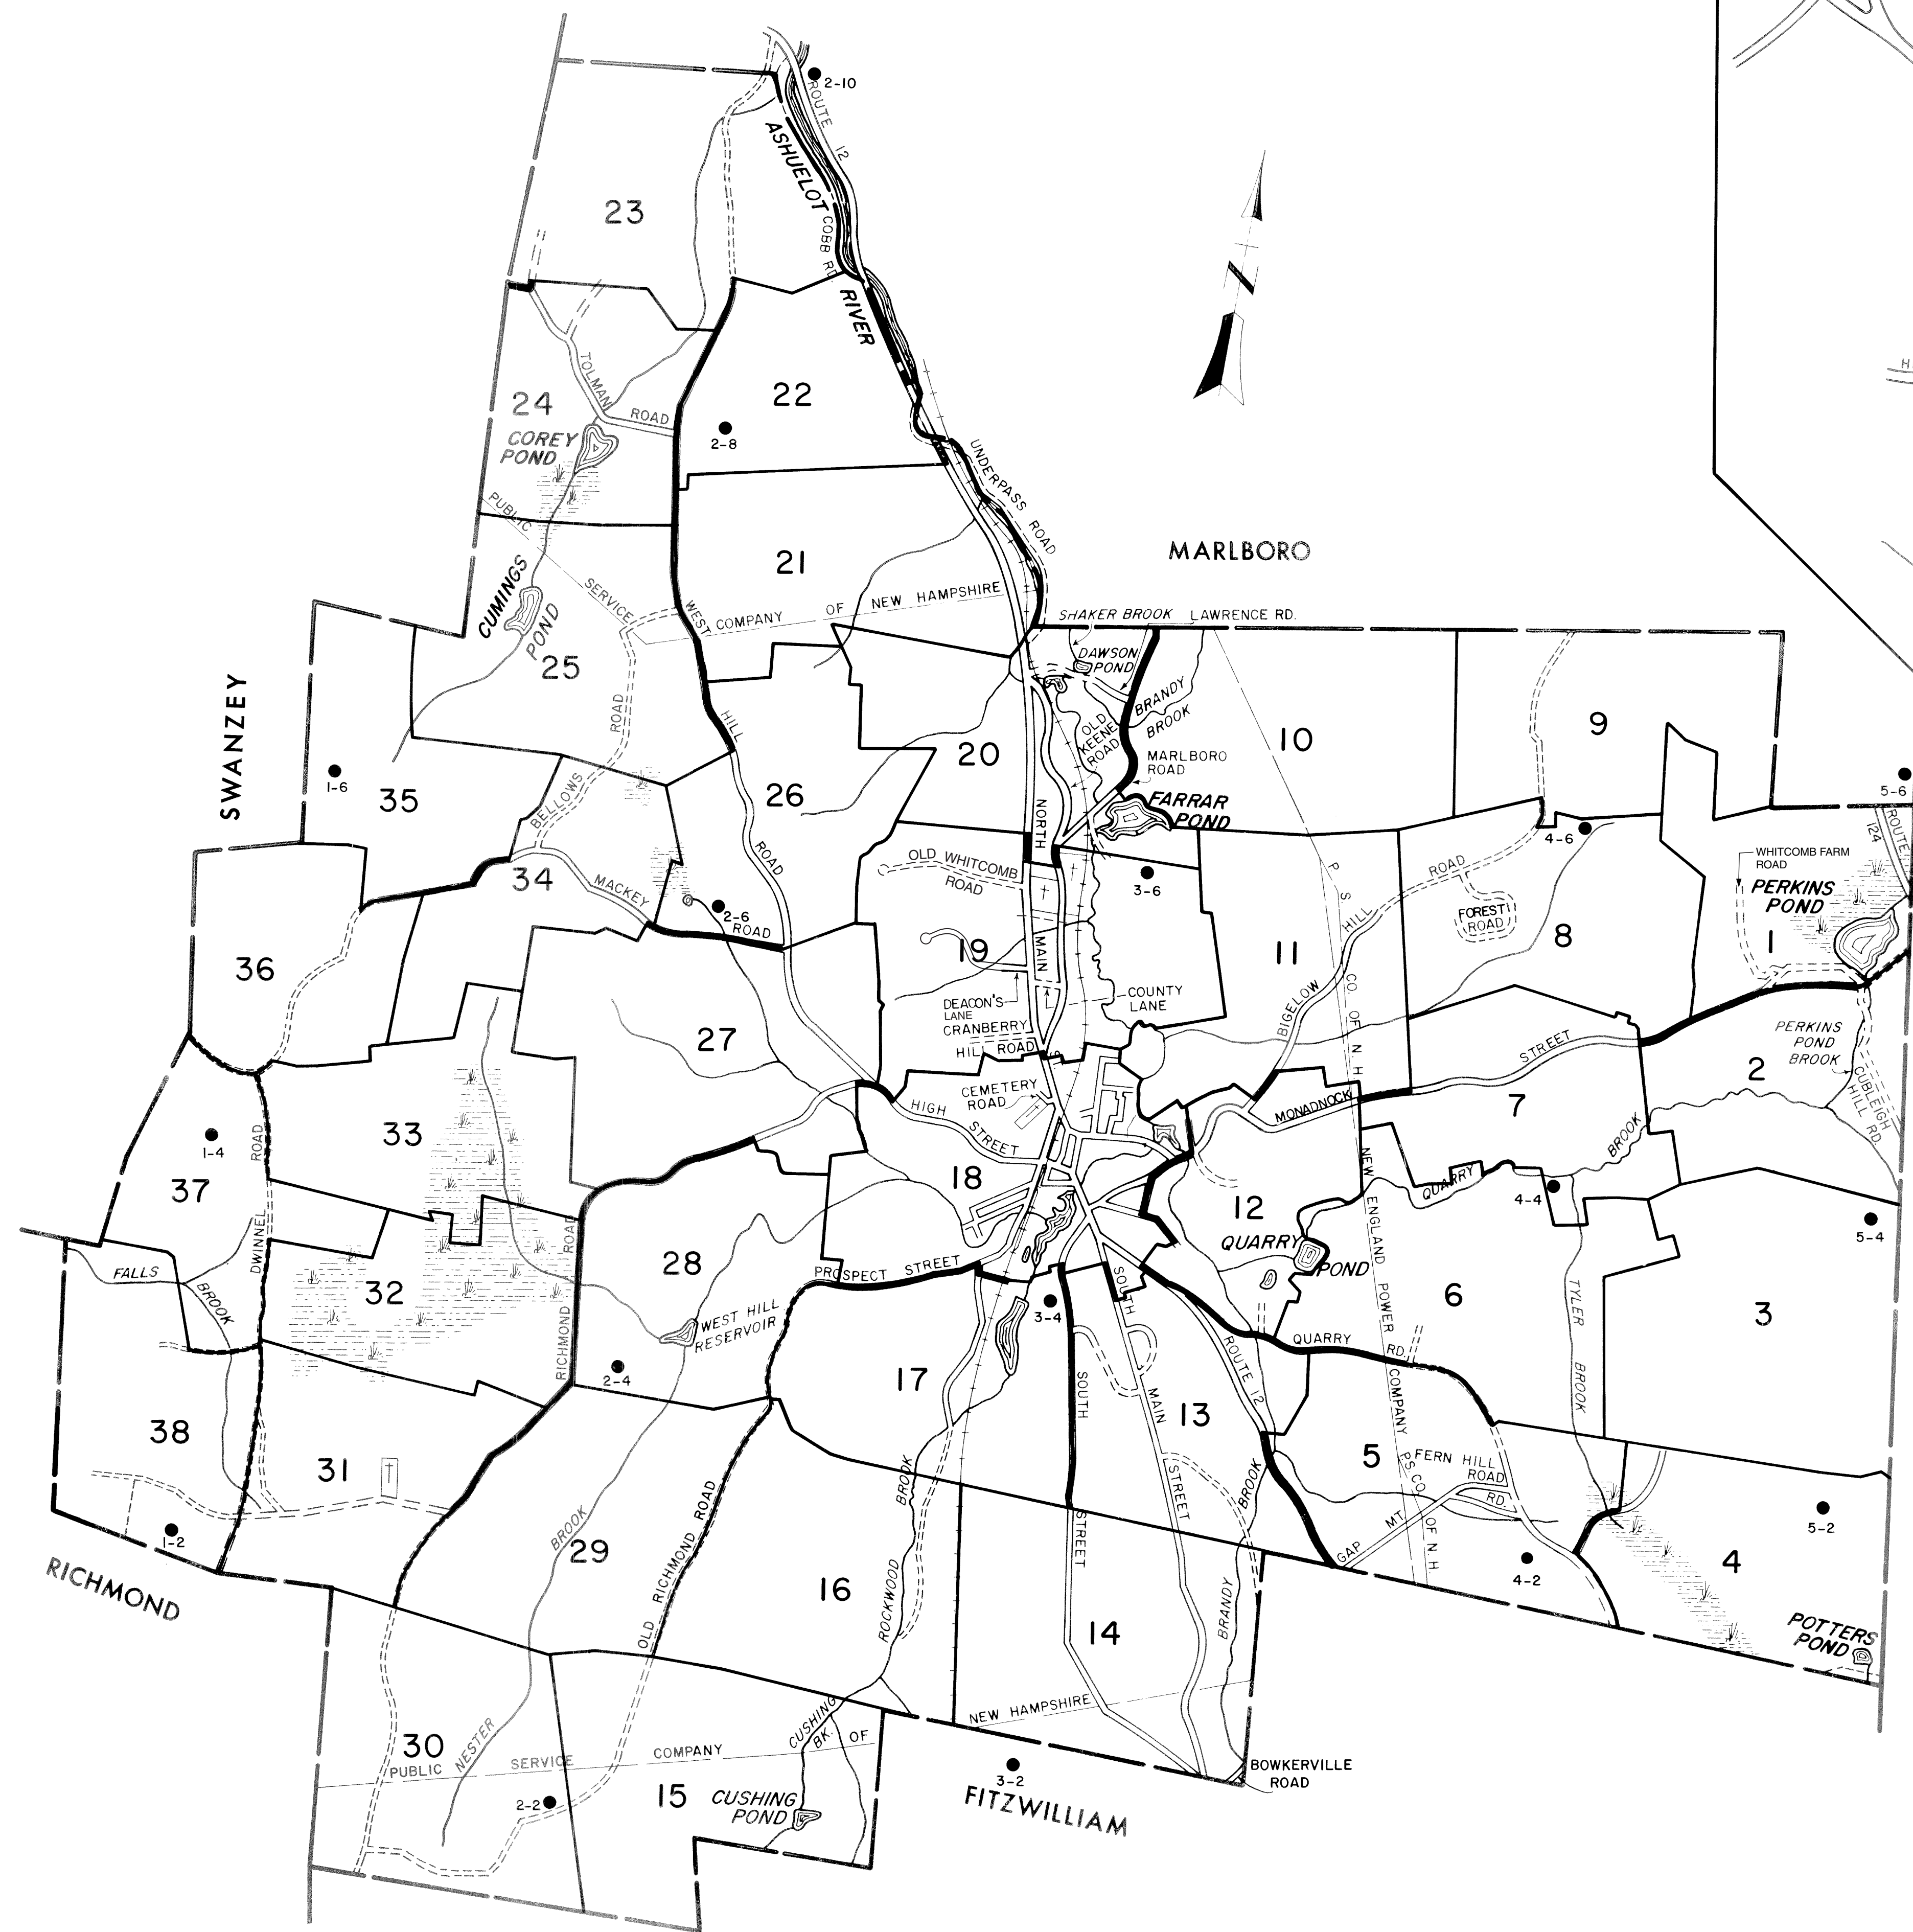 2-10
ROUTE 12
ASHUELOT
RIVER
COBB RD
23
24
22
TOLMAN
ROAD
COREY
POND
2-8
UNDERPASS ROAD
MARLBORO
PUBLIC
SERVICE
COMPANY
OF
NEW HAMPSHIRE
21
CUMINGS
POND
25
WEST
HILL
ROAD
SHAKER BROOK
LAWRENCE RD.
DAWSON
POND
BRANDY
BROOK
OLD
KEENE
ROAD
MARLBORO
ROAD
10
9
5-6
SWANZEY
1-6
35
ROAD
BELLOWS
26
20
NORTH
FARRAR
POND
4-6
ROUTE
124
WHITCOMB FARM
ROAD
PERKINS
POND
OLD WHITCOMB
ROAD
3-6
P S
HILL
ROAD
FOREST
ROAD
8
1
34
MACKEY
2-6
ROAD
36
19
MAIN
11
BIGELOW
CO. OF N. H.
DEACON'S
LANE
COUNTY
LANE
CRANBERRY
HILL ROAD
27
STREET
PERKINS
POND
BROOK
2
CUBLEIGH
HILL RD.
CEMETERY
ROAD
MONADNOCK
7
HIGH
STREET
BROOK
33
1-4
ROAD
37
18
12
NEW
ENGLAND
POWER
COMPANY
QUARRY
4-4
5-4
FALLS
BROOK
DWINNEL
32
RICHMOND
ROAD
28
PROSPECT STREET
QUARRY
POND
SOUTH
6
TYLER
BROOK
3
WEST HILL
RESERVOIR
3-4
QUARRY
RD.
ROUTE 12
2-4
17
SOUTH
STREET
MAIN
STREET
13
38
31
5
P.S. CO. OF N. H.
FERN HILL
ROAD
RD.
MT.
GAP
BROOK
BRANDY
BROOK
1-2
RICHMOND
BROOK
29
OLD RICHMOND ROAD
16
ROCKWOOD
14
4-2
5-2
4
POTTERS
POND
30
PUBLIC
SERVICE
COMPANY
OF
NEW HAMPSHIRE
NESTER
CUSHING
BK.
2-2
15
CUSHING
POND
3-2
FITZWILLIAM
BOWKERVILLE
ROAD
H